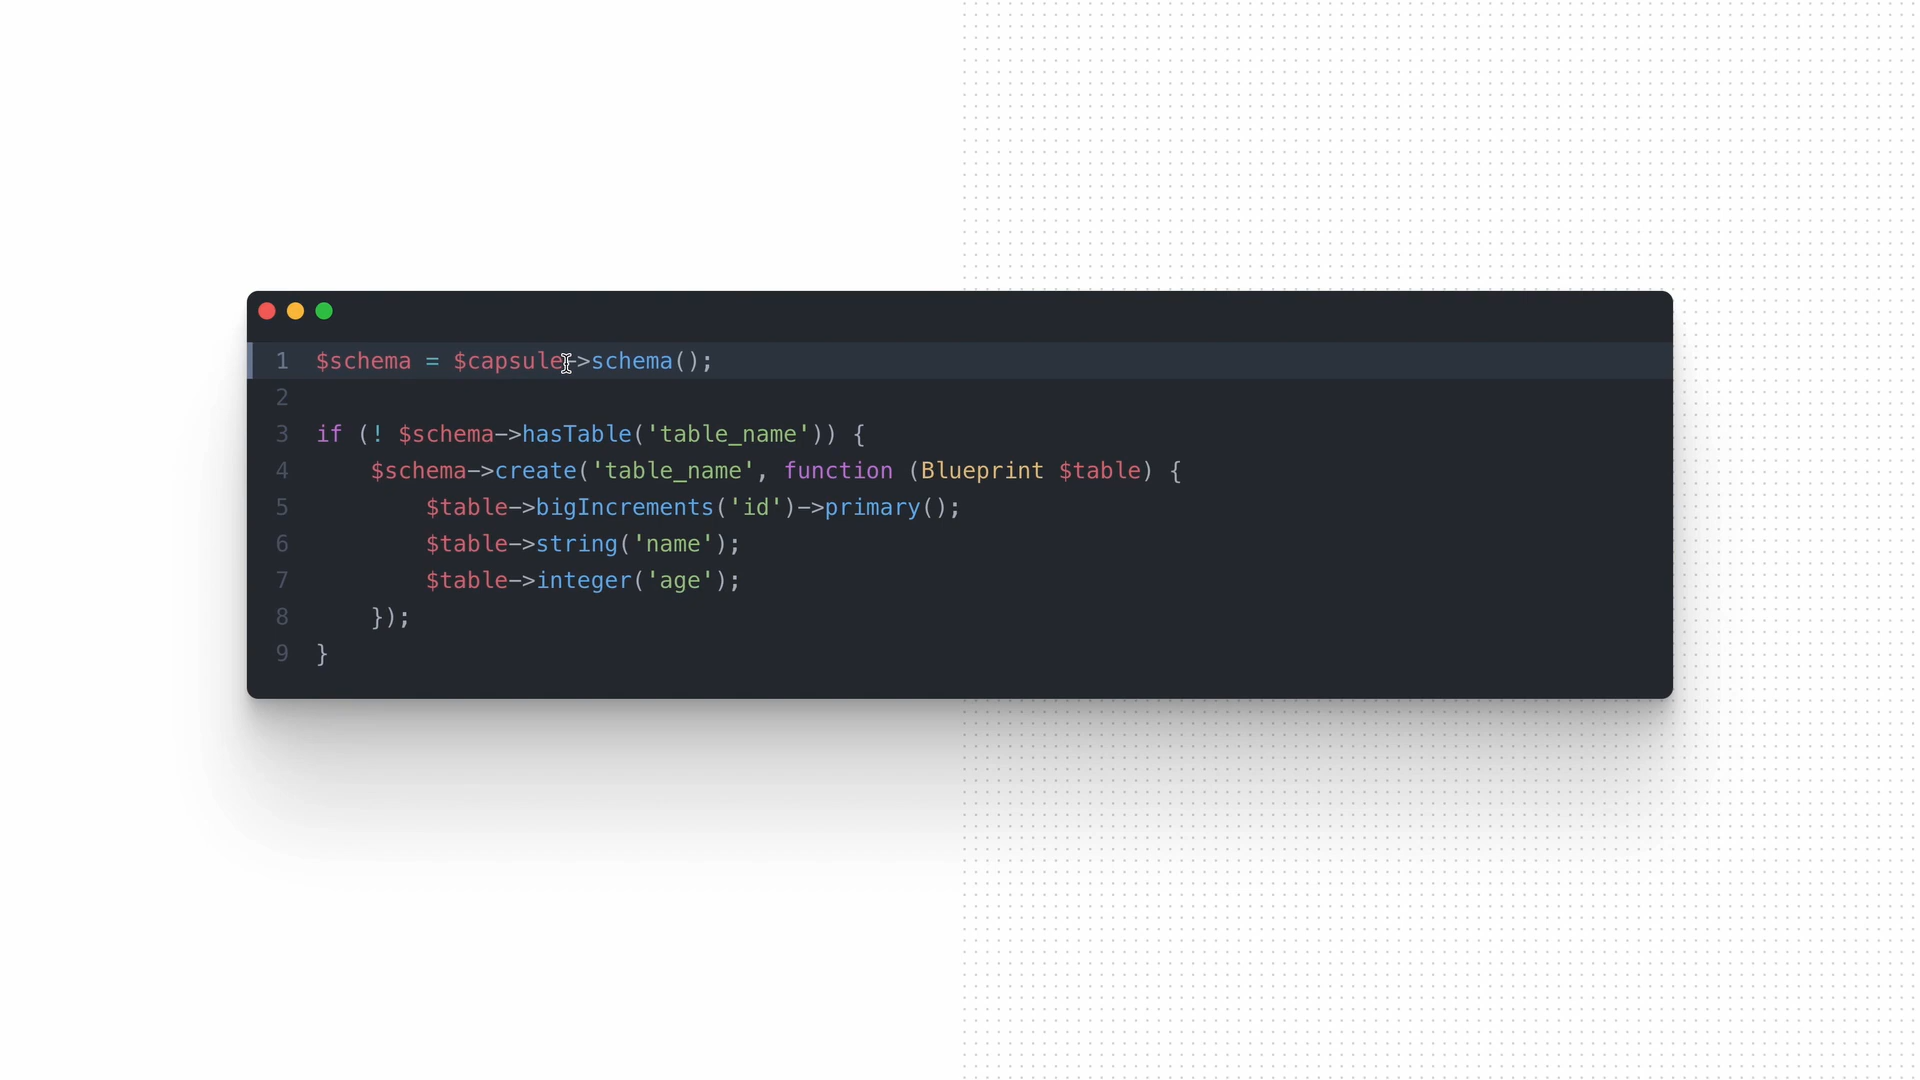 1 $schema = $capsule->schema();
2
3 if (! $schema->hasTable('table_name')) {
4 $schema->create('table_name', function (Blueprint $table) {
5 $table->bigIncrements('id')->primary();
6 $table->string('name');
7 $table->integer('age');
8 });
9 }